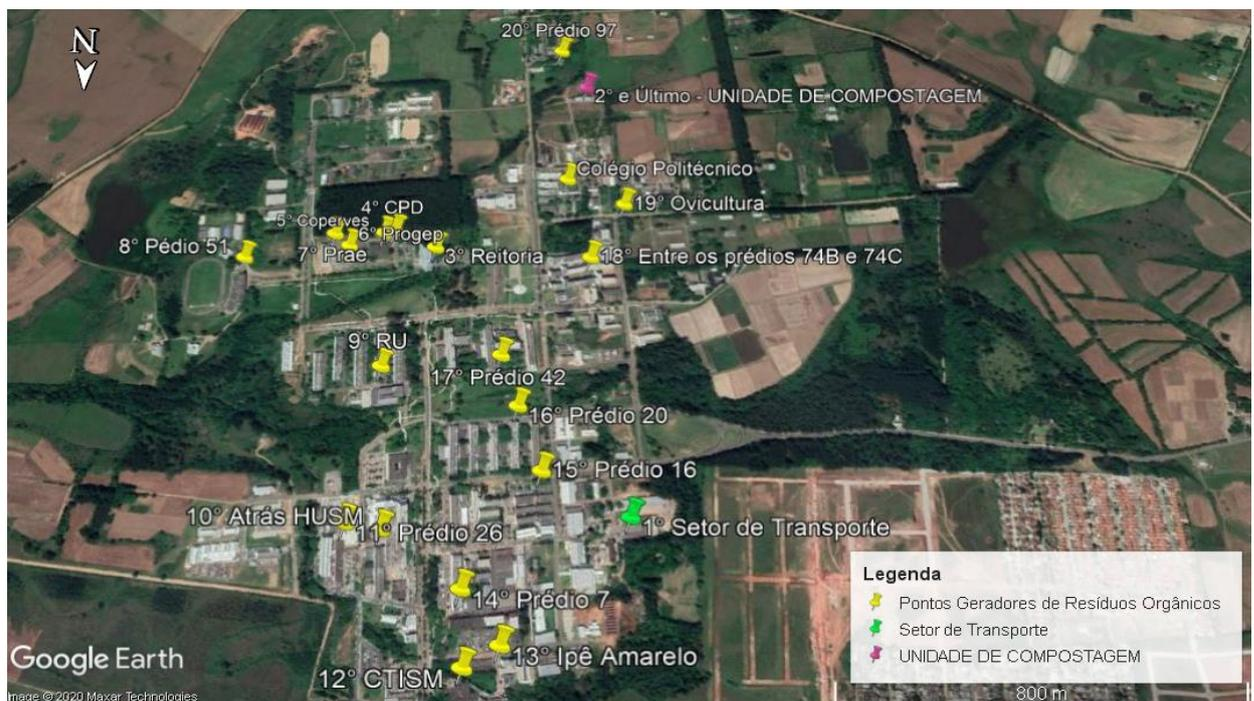 20° Prédio 97
N
2° e Último - UNIDADE DE COMPOSTAGEM
Colégio Politécnico
19° Ovicultura
4° CPD
5° Coperves
6° Progep
8° Pédio 51
7° Prae
3° Reitoria
18° Entre os prédios 74B e 74C
9° RU
17° Prédio 42
16° Prédio 20
15° Prédio 16
10° Atrás HUSM
11° Prédio 26
1° Setor de Transporte
14° Prédio 7
13° Ipê Amarelo
12° CTISM
Legenda
Pontos Geradores de Resíduos Orgânicos
Setor de Transporte
UNIDADE DE COMPOSTAGEM
Google Earth
Image © 2020 Maxar Technologies
800 m